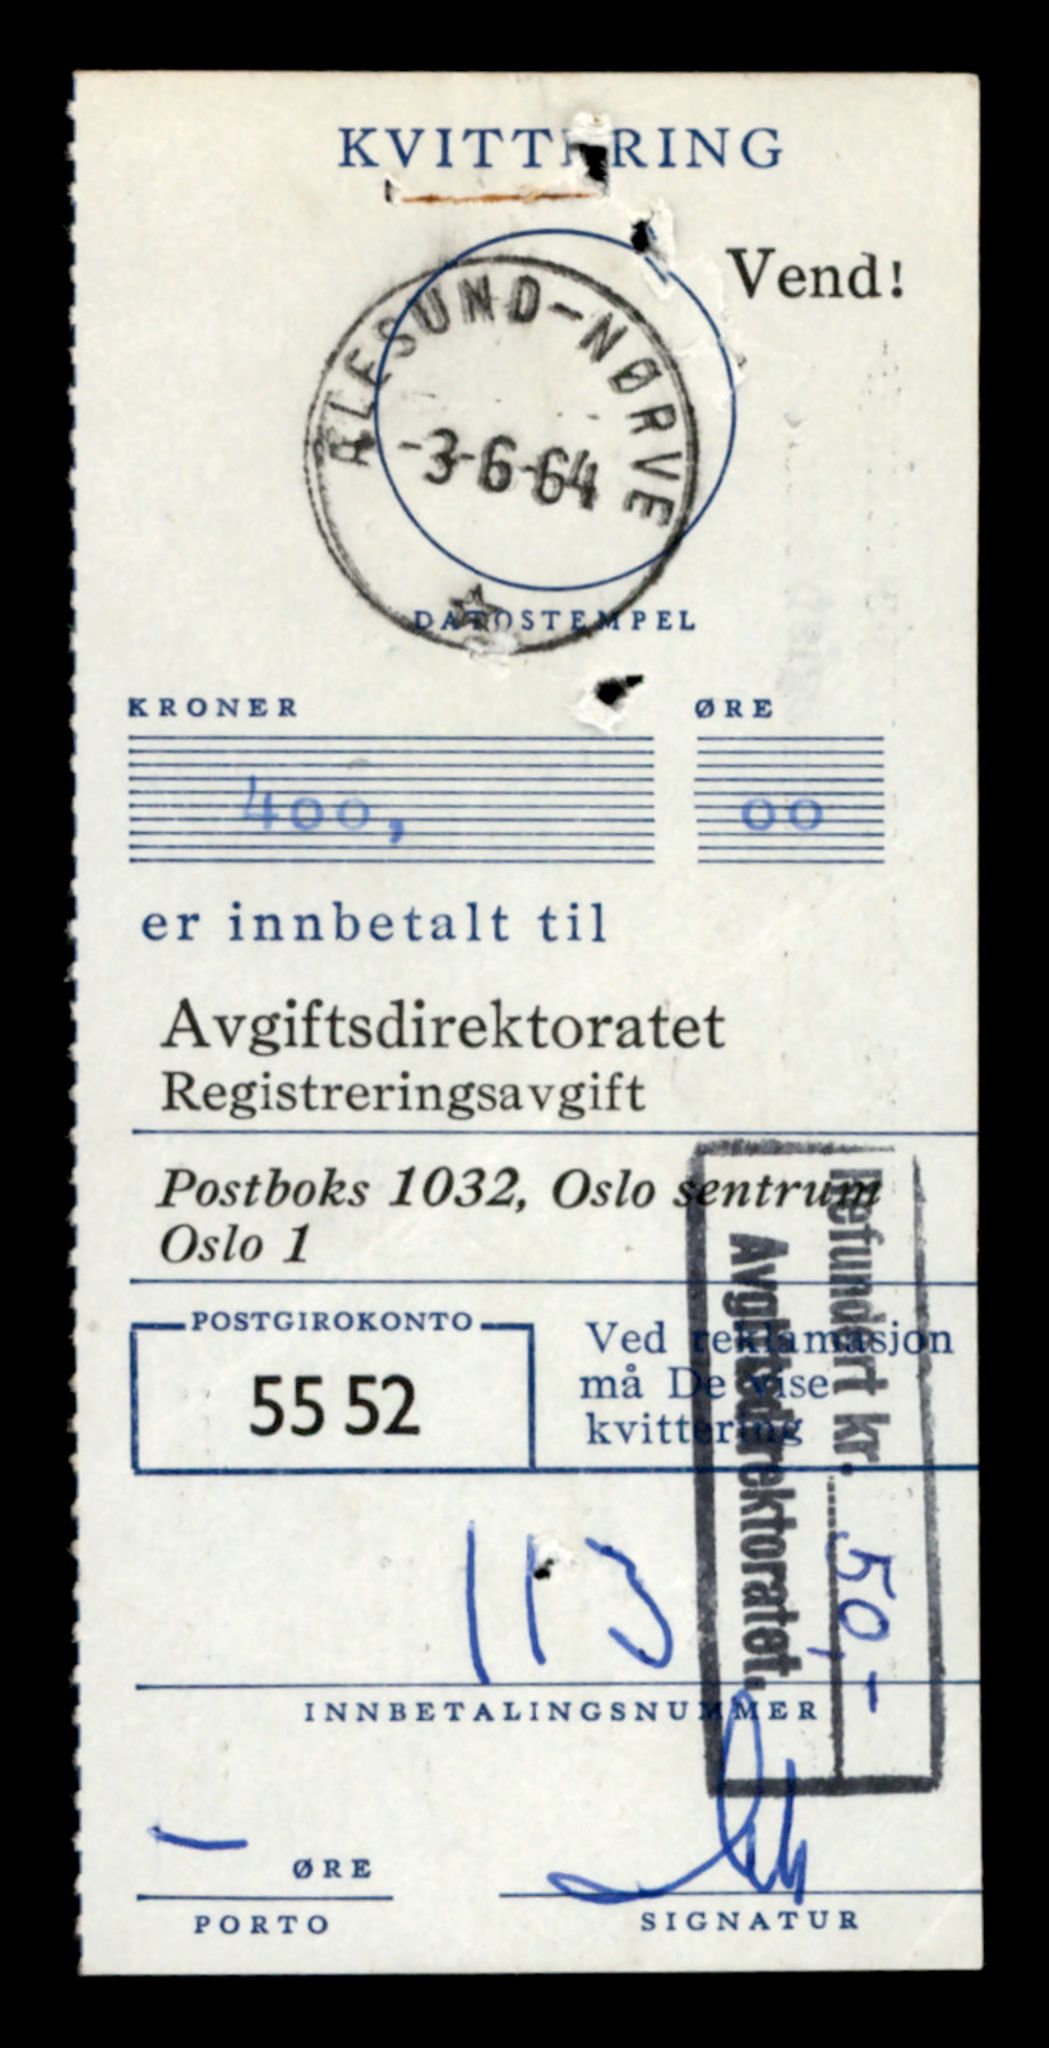 KVITTERING
Vend!
ÅLESUND-NØRVE
-3-6-64
DATOSTEMPEL
KRONER ØRE
400, 00
er innbetalt til
Avgiftsdirektoratet
Registreringsavgift
Postboks 1032, Oslo sentrum
Oslo 1
POSTGIROKONTO
55 52
Ved reklamasjon
må De vise
kvittering
Refundert kr. 50,-
Avgiftsdirektoratet.
INNBETALINGSNUMMER
ØRE
PORTO
SIGNATUR